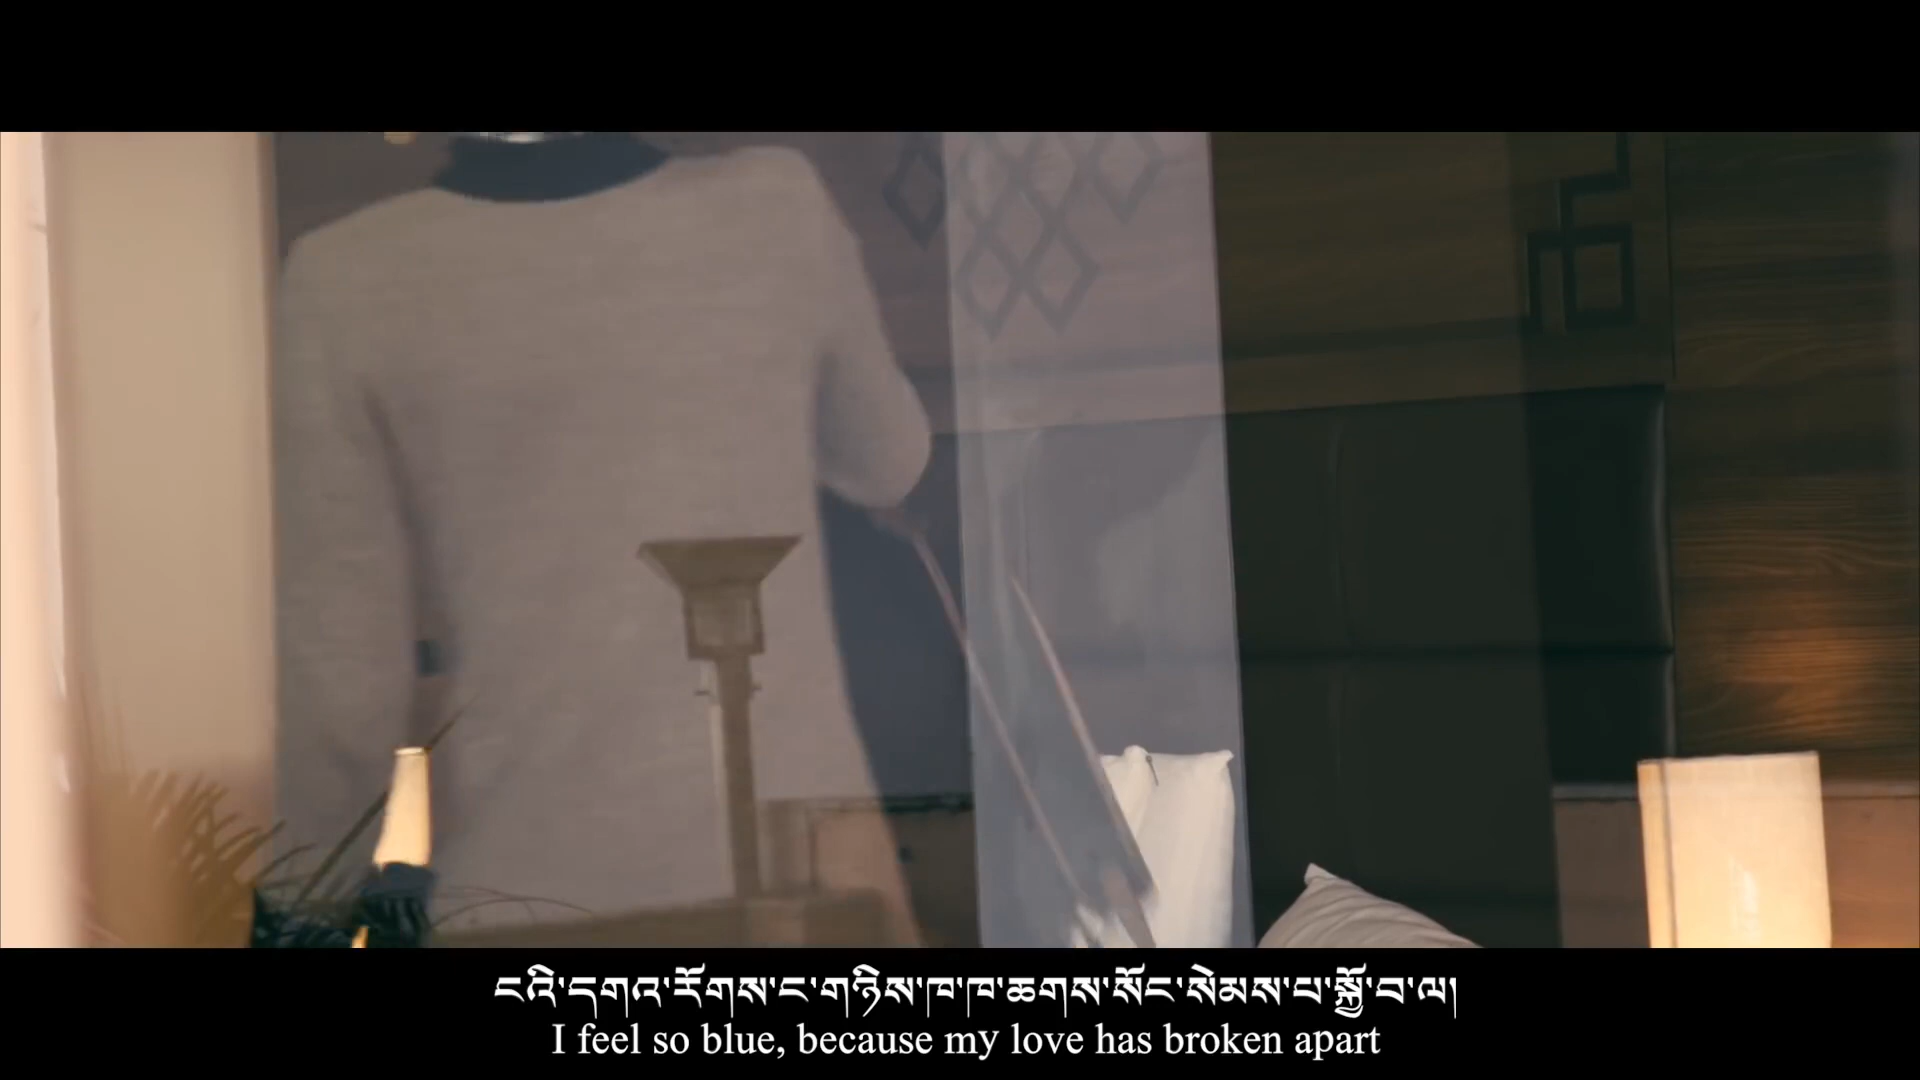 ངའི་དགའ་རོགས་ང་གཉིས་ཁ་ཁ་ཆགས་སོང་སེམས་པ་སྐྱོ་བ་ལ།
I feel so blue, because my love has broken apart